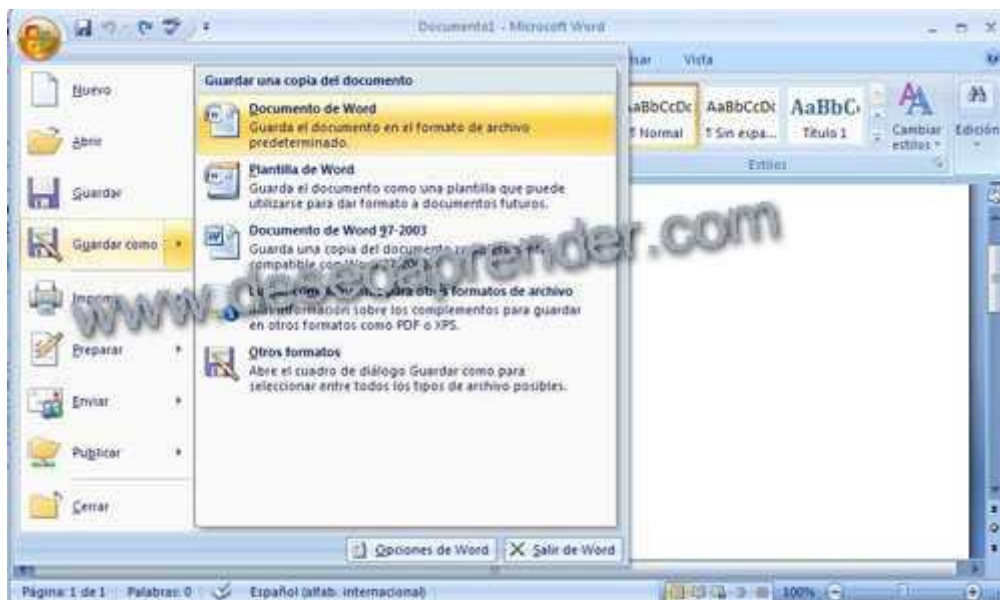 Documento1 - Microsoft Word
Vista
Nuevo
Abrir
Guardar
Guardar como
Preparar
Enviar
Publicar
Cerrar
Guardar una copia del documento
Documento de Word
Guarda el documento en el formato de archivo
predeterminado.
Plantilla de Word
Guarda el documento como una plantilla que puede
utilizarse para dar formato a documentos futuros.
Documento de Word 97-2003
Guarda una copia del documento
compatible con
formatos de archivo
información sobre los complementos para guardar
en otros formatos como PDF o XPS.
Otros formatos
Abre el cuadro de diálogo Guardar como para
seleccionar entre todos los tipos de archivo posibles.
Opciones de Word
Salir de Word
AaBbCcDc AaBbCcDc AaBbC
¶ Normal ¶ Sin espa... Título 1
Cambiar
estilos
Edición
Estilos
www.deseoaprender.com
Página: 1 de 1 Palabras: 0 Español (alfab. internacional) 100%